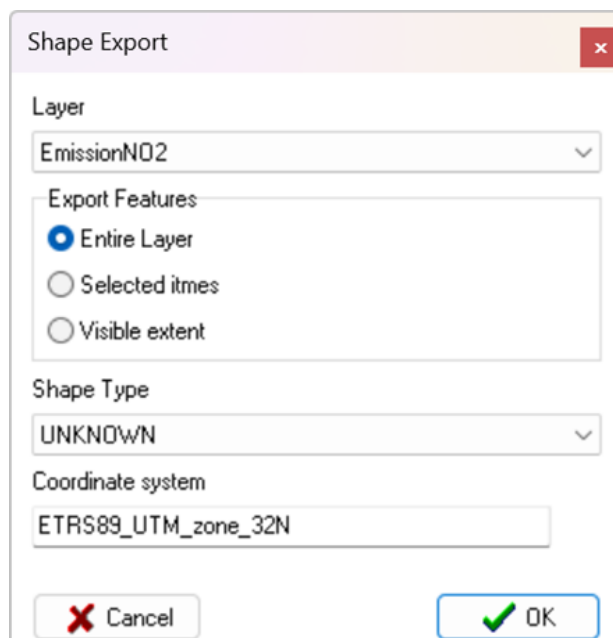 Shape Export
Layer
EmissionNO2
Export Features
Entire Layer
Selected itmes
Visible extent
Shape Type
UNKNOWN
Coordinate system
ETRS89_UTM_zone_32N
Cancel
OK